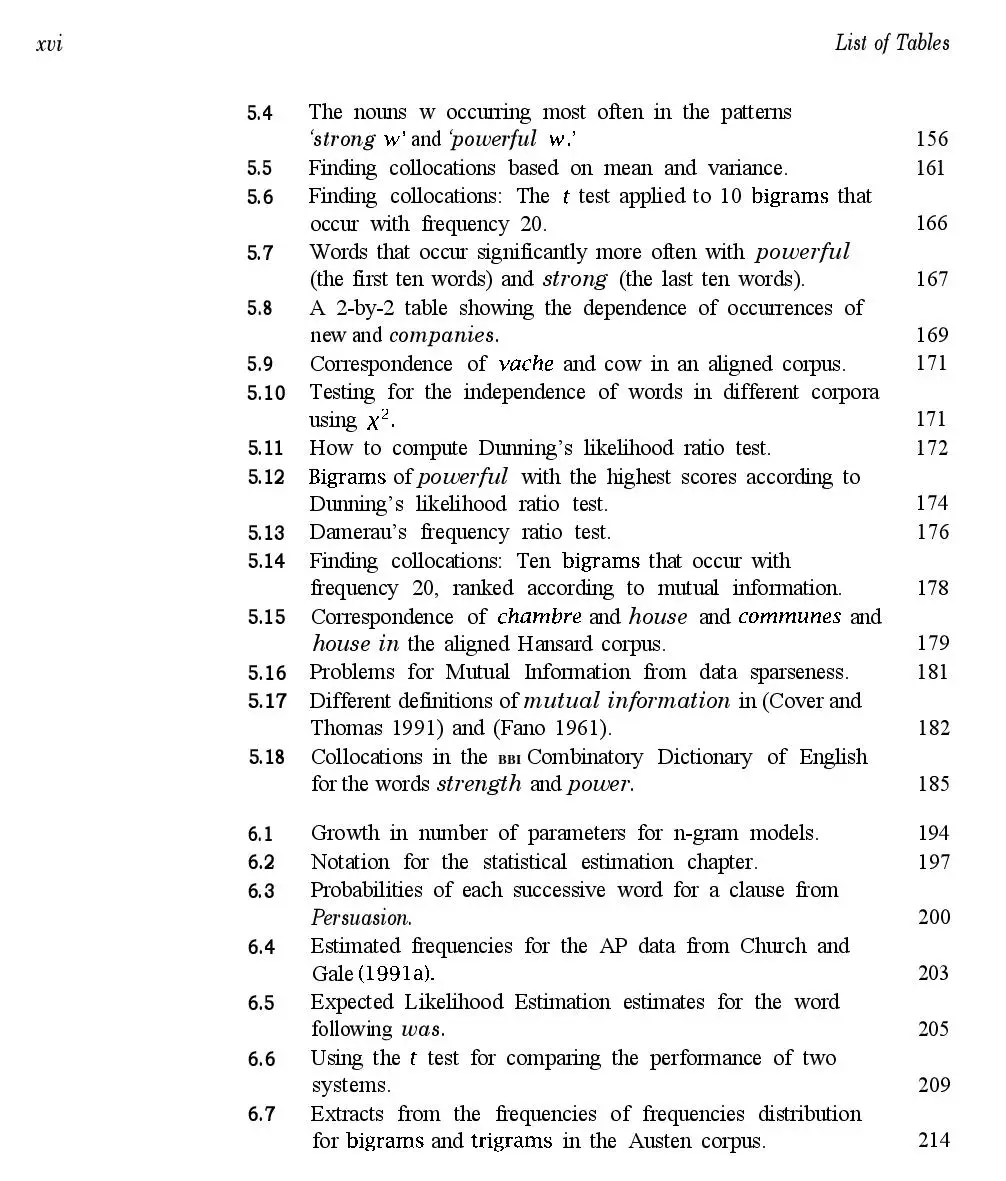 xvi List of Tables
5.4 The nouns w occurring most often in the patterns
‘strong w’ and ‘powerful w.’ 156
5.5 Finding collocations based on mean and variance. 161
5.6 Finding collocations: The t test applied to 10 bigrams that
occur with frequency 20. 166
5.7 Words that occur significantly more often with powerful
(the first ten words) and strong (the last ten words). 167
5.8 A 2-by-2 table showing the dependence of occurrences of
new and companies. 169
5.9 Correspondence of vache and cow in an aligned corpus. 171
5.10 Testing for the independence of words in different corpora
using χ². 171
5.11 How to compute Dunning’s likelihood ratio test. 172
5.12 Bigrams of powerful with the highest scores according to
Dunning’s likelihood ratio test. 174
5.13 Damerau’s frequency ratio test. 176
5.14 Finding collocations: Ten bigrams that occur with
frequency 20, ranked according to mutual information. 178
5.15 Correspondence of chambre and house and communes and
house in the aligned Hansard corpus. 179
5.16 Problems for Mutual Information from data sparseness. 181
5.17 Different definitions of mutual information in (Cover and
Thomas 1991) and (Fano 1961). 182
5.18 Collocations in the BBI Combinatory Dictionary of English
for the words strength and power. 185
6.1 Growth in number of parameters for n-gram models. 194
6.2 Notation for the statistical estimation chapter. 197
6.3 Probabilities of each successive word for a clause from
Persuasion. 200
6.4 Estimated frequencies for the AP data from Church and
Gale (1991a). 203
6.5 Expected Likelihood Estimation estimates for the word
following was. 205
6.6 Using the t test for comparing the performance of two
systems. 209
6.7 Extracts from the frequencies of frequencies distribution
for bigrams and trigrams in the Austen corpus. 214